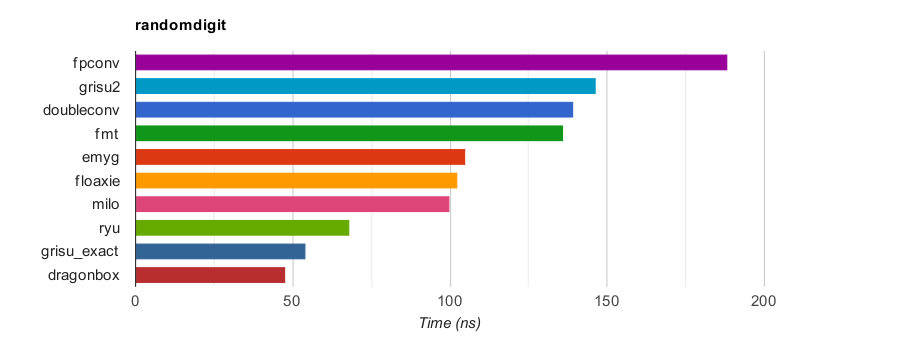 randomdigit
fpconv
grisu2
doubleconv
fmt
emyg
floaxie
milo
ryu
grisu_exact
dragonbox
0 50 100 150 200
Time (ns)